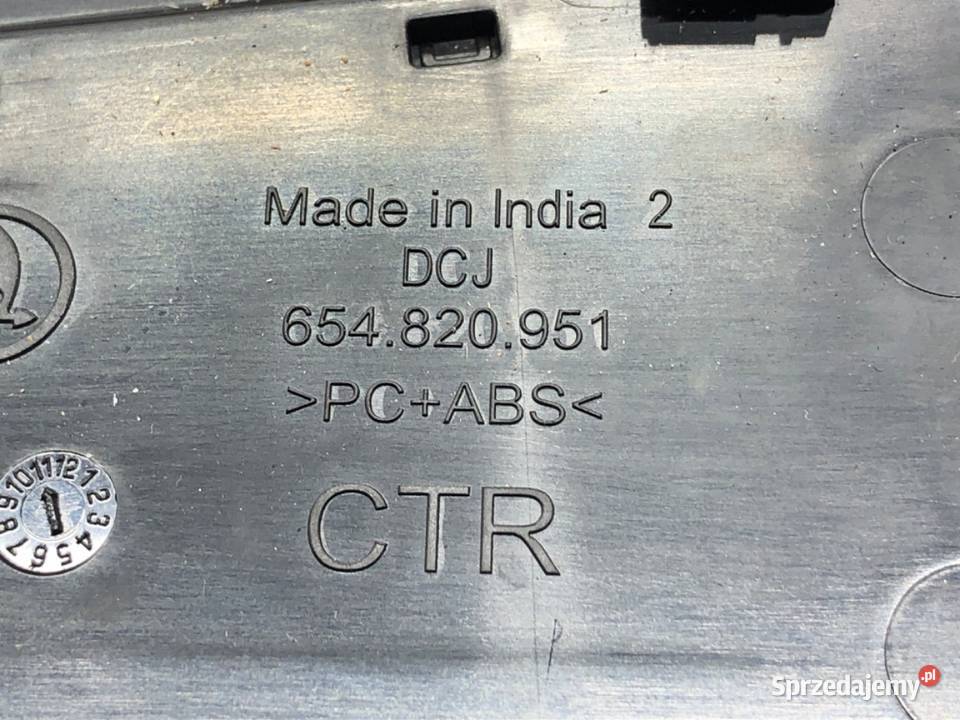 Made in India 2
DCJ
654.820.951
>PC+ABS<
CTR
1 2 3 4 5 6 7 8 9 10 11 12
P
Sprzedajemy.pl